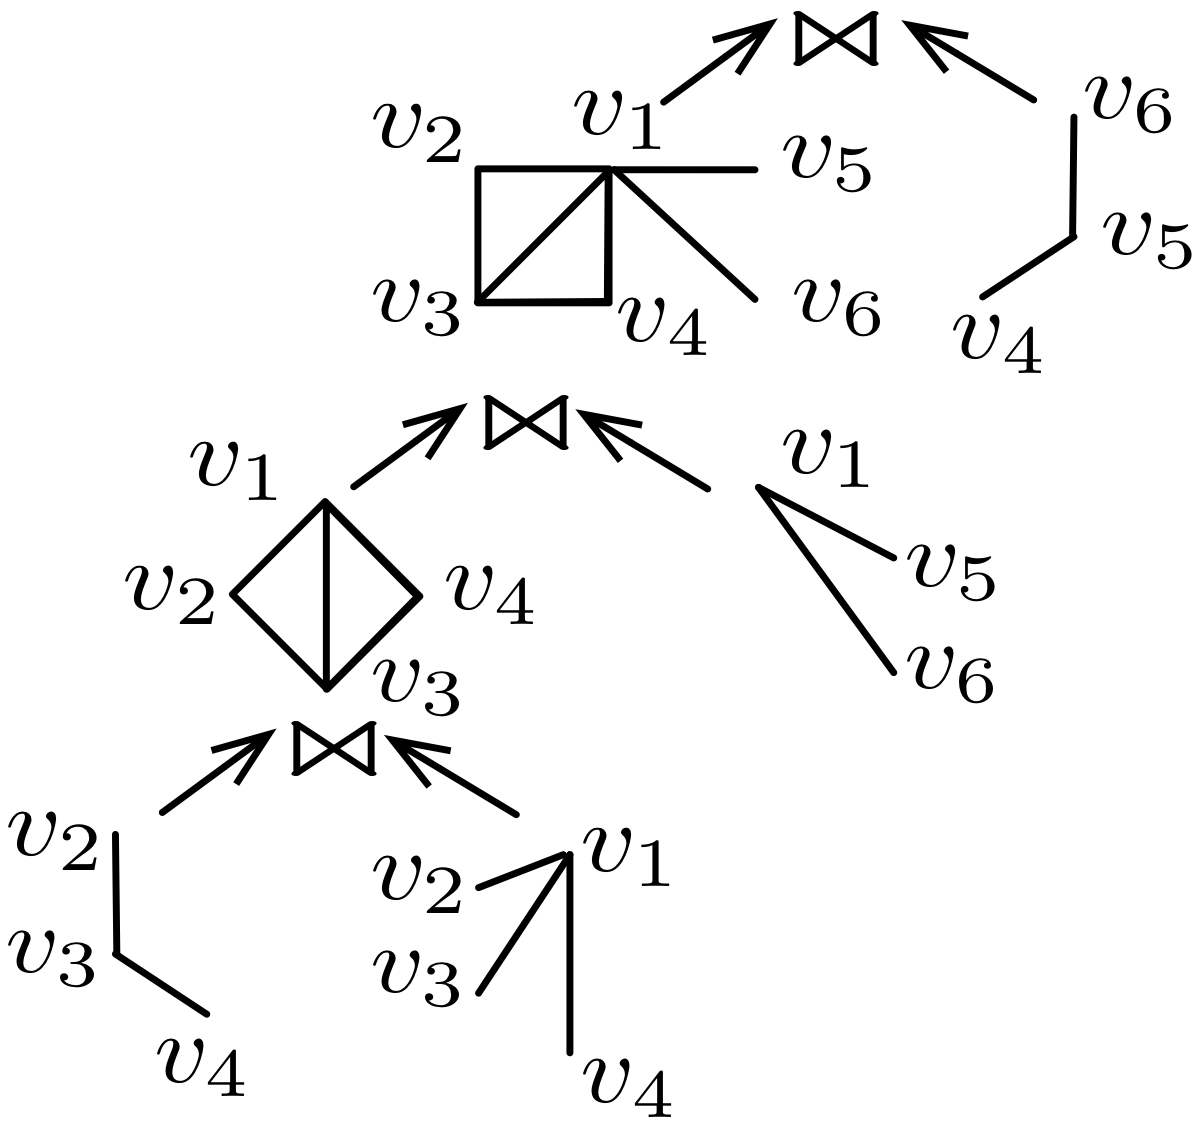 ⋈
v₂ v₁ v₆
v₅ v₅
v₃ v₄ v₆ v₄
⋈
v₁ v₁
v₂ v₄ v₅
v₃ v₆
⋈
v₂ v₂ v₁
v₃ v₃
v₄ v₄